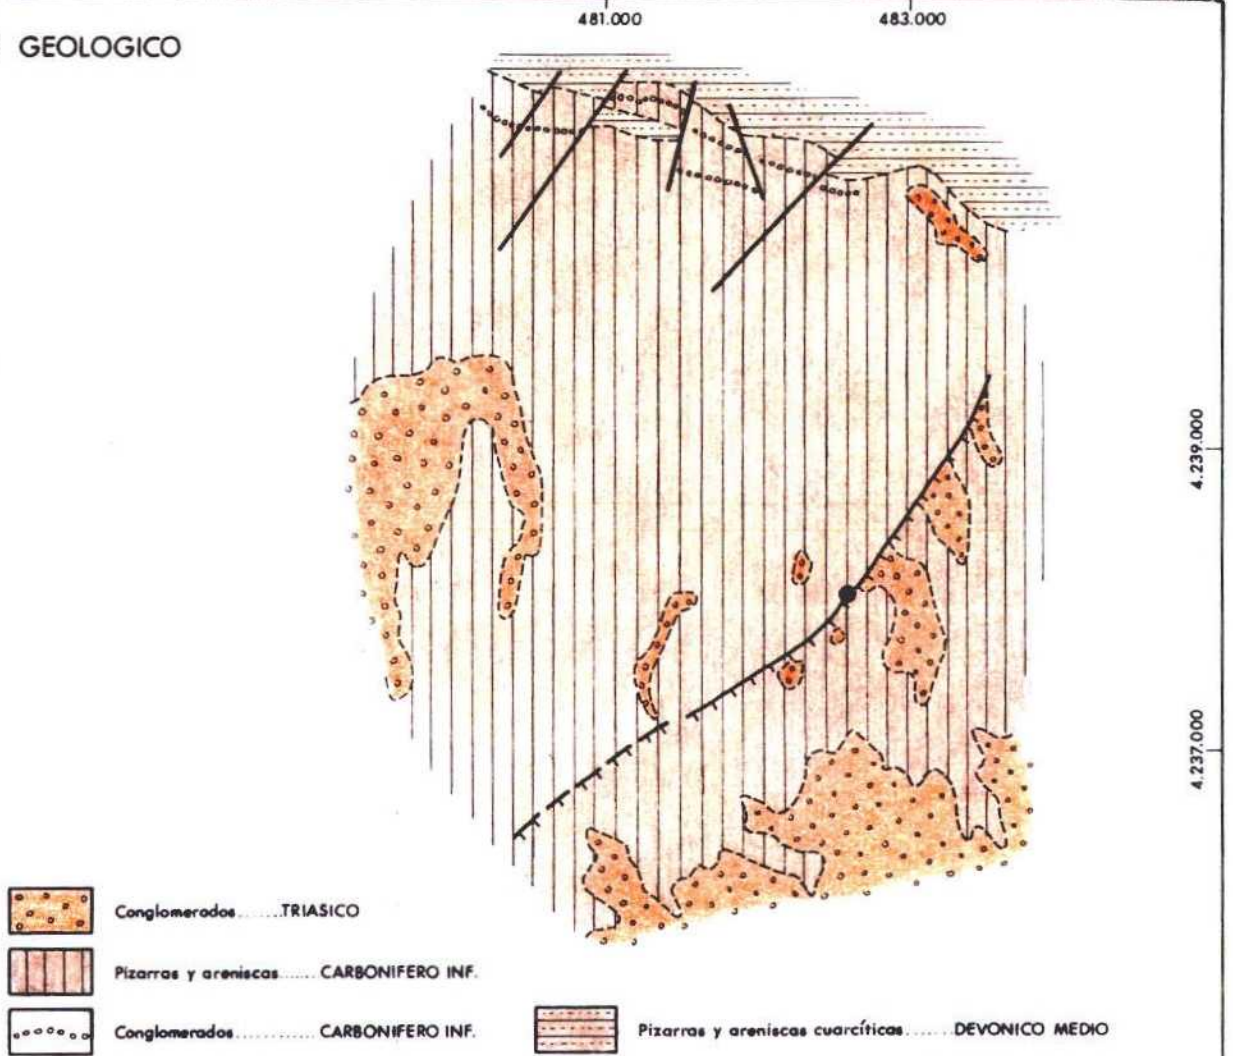 481.000 483.000
GEOLOGICO
4.239.000
4.237.000
Conglomerados.......TRIASICO
Pizarras y areniscas...... CARBONIFERO INF.
Conglomerados............ CARBONIFERO INF.
Pizarras y areniscas cuarcíticas........DEVONICO MEDIO